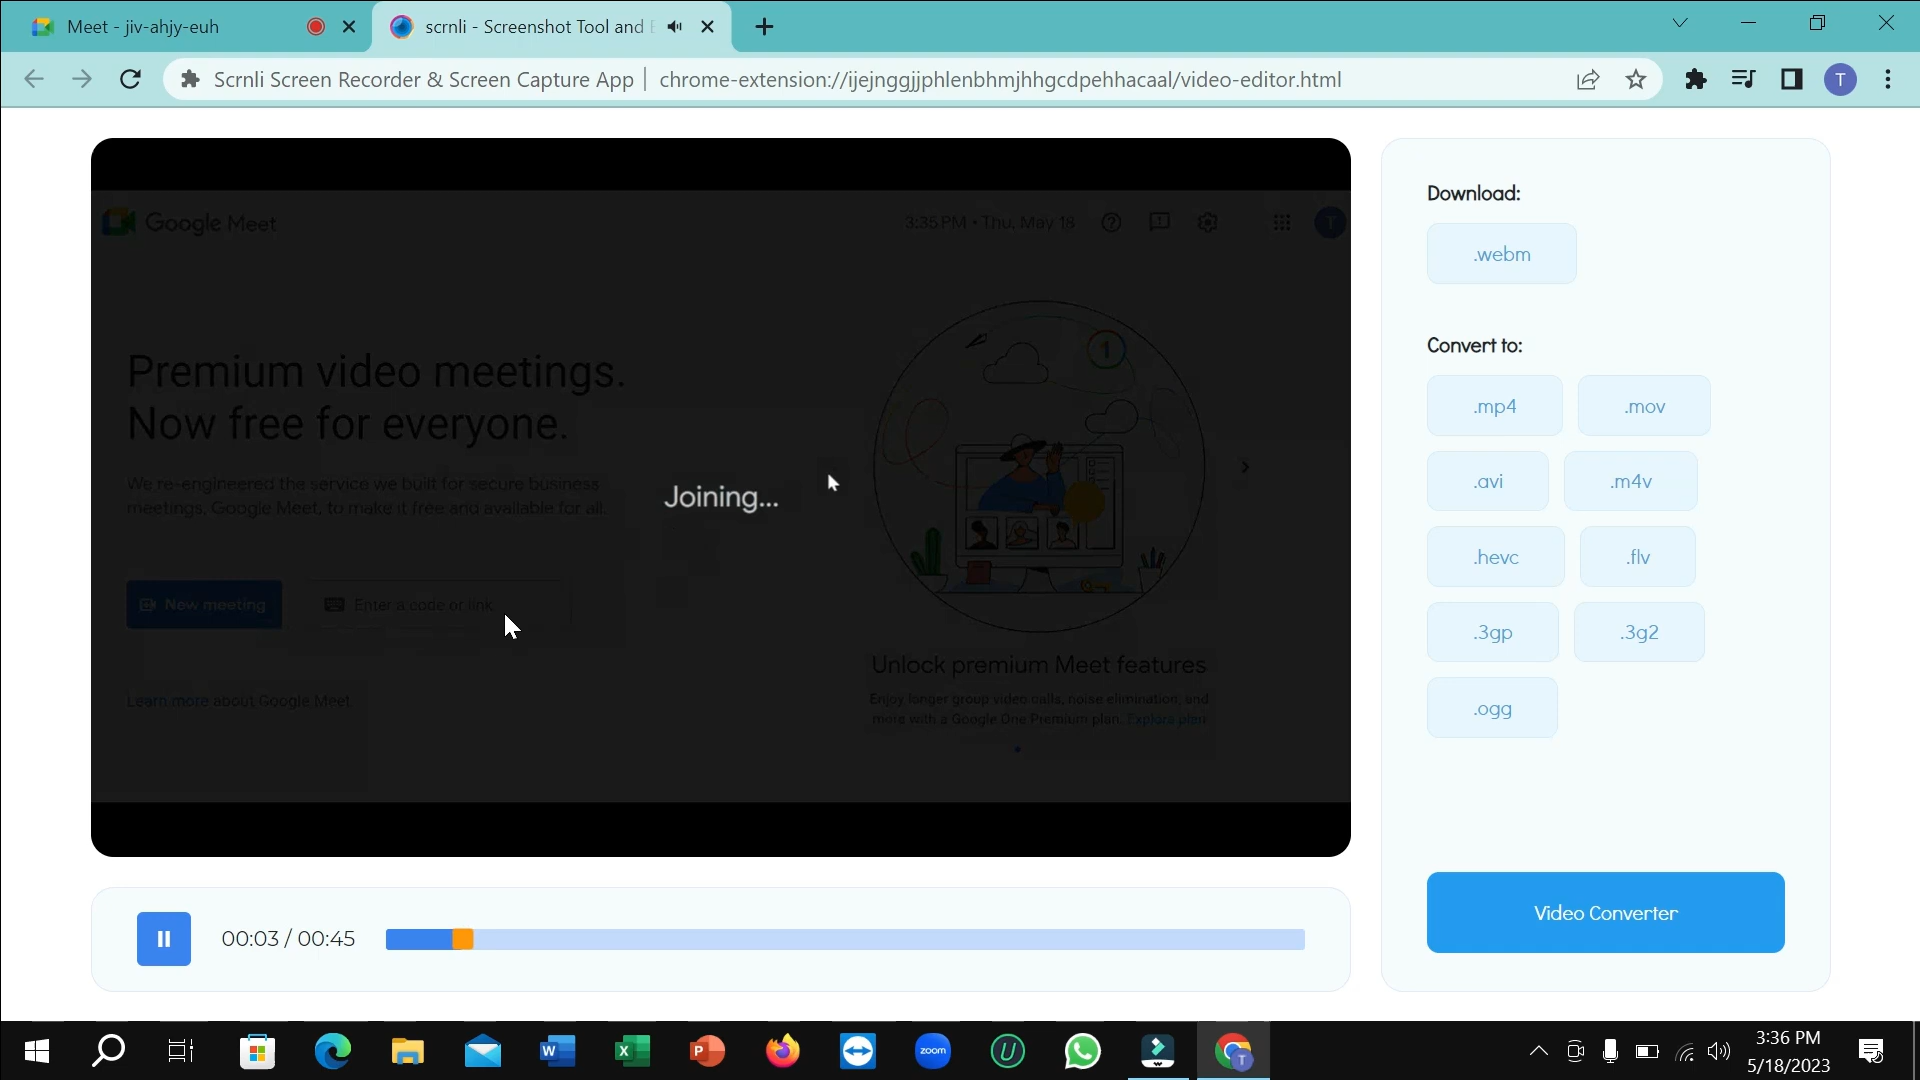 Meet - jiv-ahjy-euh
scrnli - Screenshot Tool and
Scrnli Screen Recorder & Screen Capture App | chrome-extension://ijejnggjjphlenbhmjhhgcdpehhacaal/video-editor.html
T
Google Meet
3:35 PM • Thu, May 18
T
Premium video meetings.
Now free for everyone.
We re-engineered the service we built for secure business
meetings, Google Meet, to make it free and available for all.
Joining...
New meeting
Enter a code or link
Learn more about Google Meet
1
Unlock premium Meet features
Enjoy longer group video calls, noise elimination, and
more with a Google One Premium plan. Explore plan
00:03 / 00:45
Download:
.webm
Convert to:
.mp4
.mov
.avi
.m4v
.hevc
.flv
.3gp
.3g2
.ogg
Video Converter
W
X
P
zoom
U
T
3:36 PM
5/18/2023